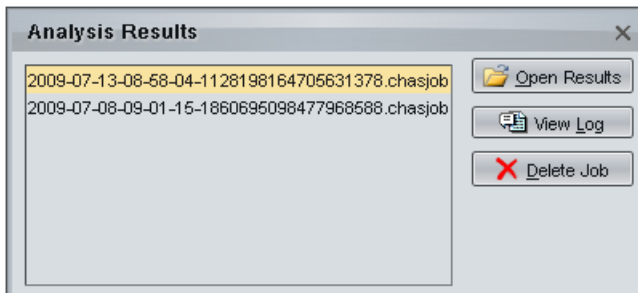 Analysis Results
2009-07-13-08-58-04-1128198164705631378.chasjob
2009-07-08-09-01-15-1860695098477968588.chasjob
Open Results
View Log
Delete Job